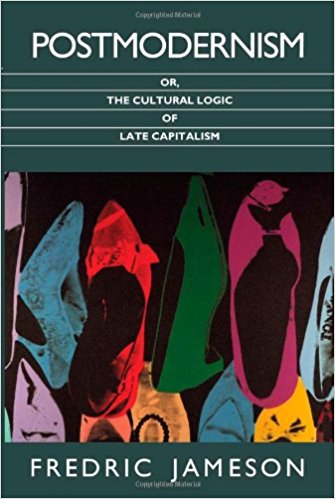 POSTMODERNISM
OR,
THE CULTURAL LOGIC
OF
LATE CAPITALISM
FREDRIC JAMESON